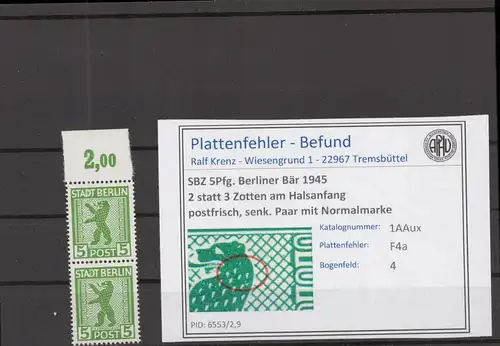 2,00
STADT BERLIN
5 POST 5
STADT BERLIN
5 POST 5
Plattenfehler - Befund
Ralf Krenz - Wiesengrund 1 - 22967 Tremsbüttel
SBZ 5Pfg. Berliner Bär 1945
2 statt 3 Zotten am Halsanfang
postfrisch, senk. Paar mit Normalmarke
Katalognummer: 1AAux
Plattenfehler: F4a
Bogenfeld: 4
PID: 6553/2,9